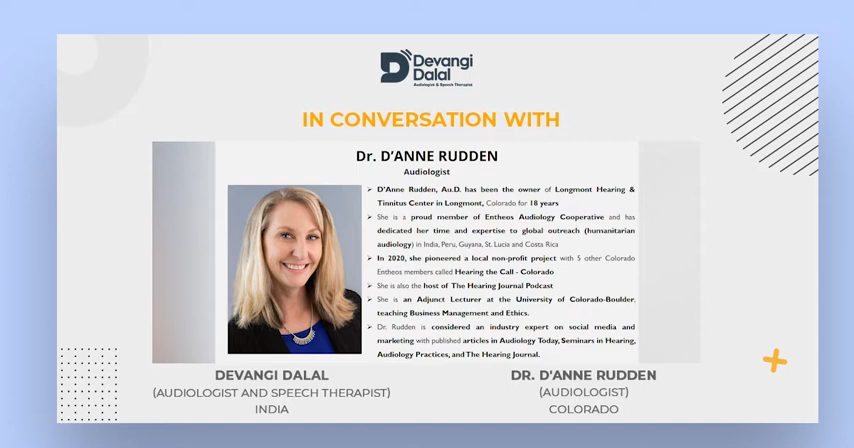 Devangi
Dalal
Audiologist & Speech Therapist
IN CONVERSATION WITH
Dr. D'ANNE RUDDEN
Audiologist
➢ D'Anne Rudden, Au.D. has been the owner of Longmont Hearing &
Tinnitus Center in Longmont, Colorado for 18 years
➢ She is a proud member of Entheos Audiology Cooperative and has
dedicated her time and expertise to global outreach (humanitarian
audiology) in India, Peru, Guyana, St. Lucia and Costa Rica
➢ In 2020, she pioneered a local non-profit project with 5 other Colorado
Entheos members called Hearing the Call - Colorado
➢ She is also the host of The Hearing Journal Podcast
➢ She is an Adjunct Lecturer at the University of Colorado-Boulder,
teaching Business Management and Ethics.
➢ Dr. Rudden is considered an industry expert on social media and
marketing with published articles in Audiology Today, Seminars in Hearing,
Audiology Practices, and The Hearing Journal.
DEVANGI DALAL
(AUDIOLOGIST AND SPEECH THERAPIST)
INDIA
DR. D'ANNE RUDDEN
(AUDIOLOGIST)
COLORADO